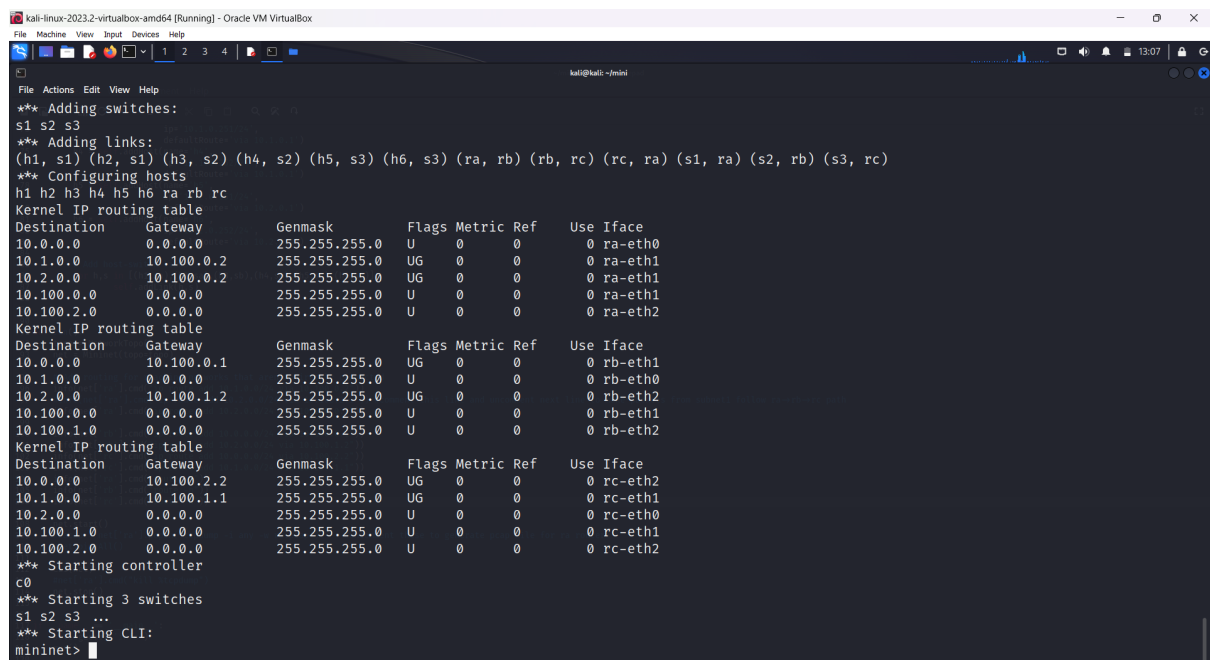 kali-linux-2023.2-virtualbox-amd64 [Running] - Oracle VM VirtualBox
File Machine View Input Devices Help
1 2 3 4
13:07
kali@kali: ~/mini
File Actions Edit View Help
*** Adding switches:
s1 s2 s3
*** Adding links:
(h1, s1) (h2, s1) (h3, s2) (h4, s2) (h5, s3) (h6, s3) (ra, rb) (rb, rc) (rc, ra) (s1, ra) (s2, rb) (s3, rc)
*** Configuring hosts
h1 h2 h3 h4 h5 h6 ra rb rc
Kernel IP routing table
Destination Gateway Genmask Flags Metric Ref Use Iface
10.0.0.0 0.0.0.0 255.255.255.0 U 0 0 0 ra-eth0
10.1.0.0 10.100.0.2 255.255.255.0 UG 0 0 0 ra-eth1
10.2.0.0 10.100.0.2 255.255.255.0 UG 0 0 0 ra-eth1
10.100.0.0 0.0.0.0 255.255.255.0 U 0 0 0 ra-eth1
10.100.2.0 0.0.0.0 255.255.255.0 U 0 0 0 ra-eth2
Kernel IP routing table
Destination Gateway Genmask Flags Metric Ref Use Iface
10.0.0.0 10.100.0.1 255.255.255.0 UG 0 0 0 rb-eth1
10.1.0.0 0.0.0.0 255.255.255.0 U 0 0 0 rb-eth0
10.2.0.0 10.100.1.2 255.255.255.0 UG 0 0 0 rb-eth2
10.100.0.0 0.0.0.0 255.255.255.0 U 0 0 0 rb-eth1
10.100.1.0 0.0.0.0 255.255.255.0 U 0 0 0 rb-eth2
Kernel IP routing table
Destination Gateway Genmask Flags Metric Ref Use Iface
10.0.0.0 10.100.2.2 255.255.255.0 UG 0 0 0 rc-eth2
10.1.0.0 10.100.1.1 255.255.255.0 UG 0 0 0 rc-eth1
10.2.0.0 0.0.0.0 255.255.255.0 U 0 0 0 rc-eth0
10.100.1.0 0.0.0.0 255.255.255.0 U 0 0 0 rc-eth1
10.100.2.0 0.0.0.0 255.255.255.0 U 0 0 0 rc-eth2
*** Starting controller
c0
*** Starting 3 switches
s1 s2 s3 ...
*** Starting CLI:
mininet>